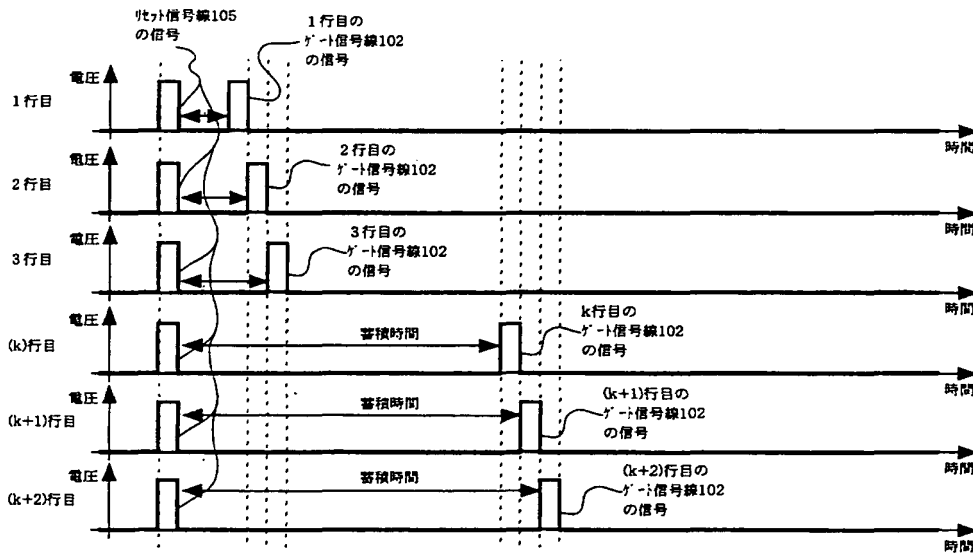 リセット信号線105
の信号
1行目の
ゲート信号線102
の信号
電圧
1行目
時間
電圧
2行目の
ゲート信号線102
の信号
2行目
時間
電圧
3行目の
ゲート信号線102
の信号
3行目
時間
電圧
k行目の
ゲート信号線102
の信号
蓄積時間
(k)行目
時間
電圧
(k+1)行目の
ゲート信号線102
の信号
蓄積時間
(k+1)行目
時間
電圧
(k+2)行目の
ゲート信号線102
の信号
蓄積時間
(k+2)行目
時間